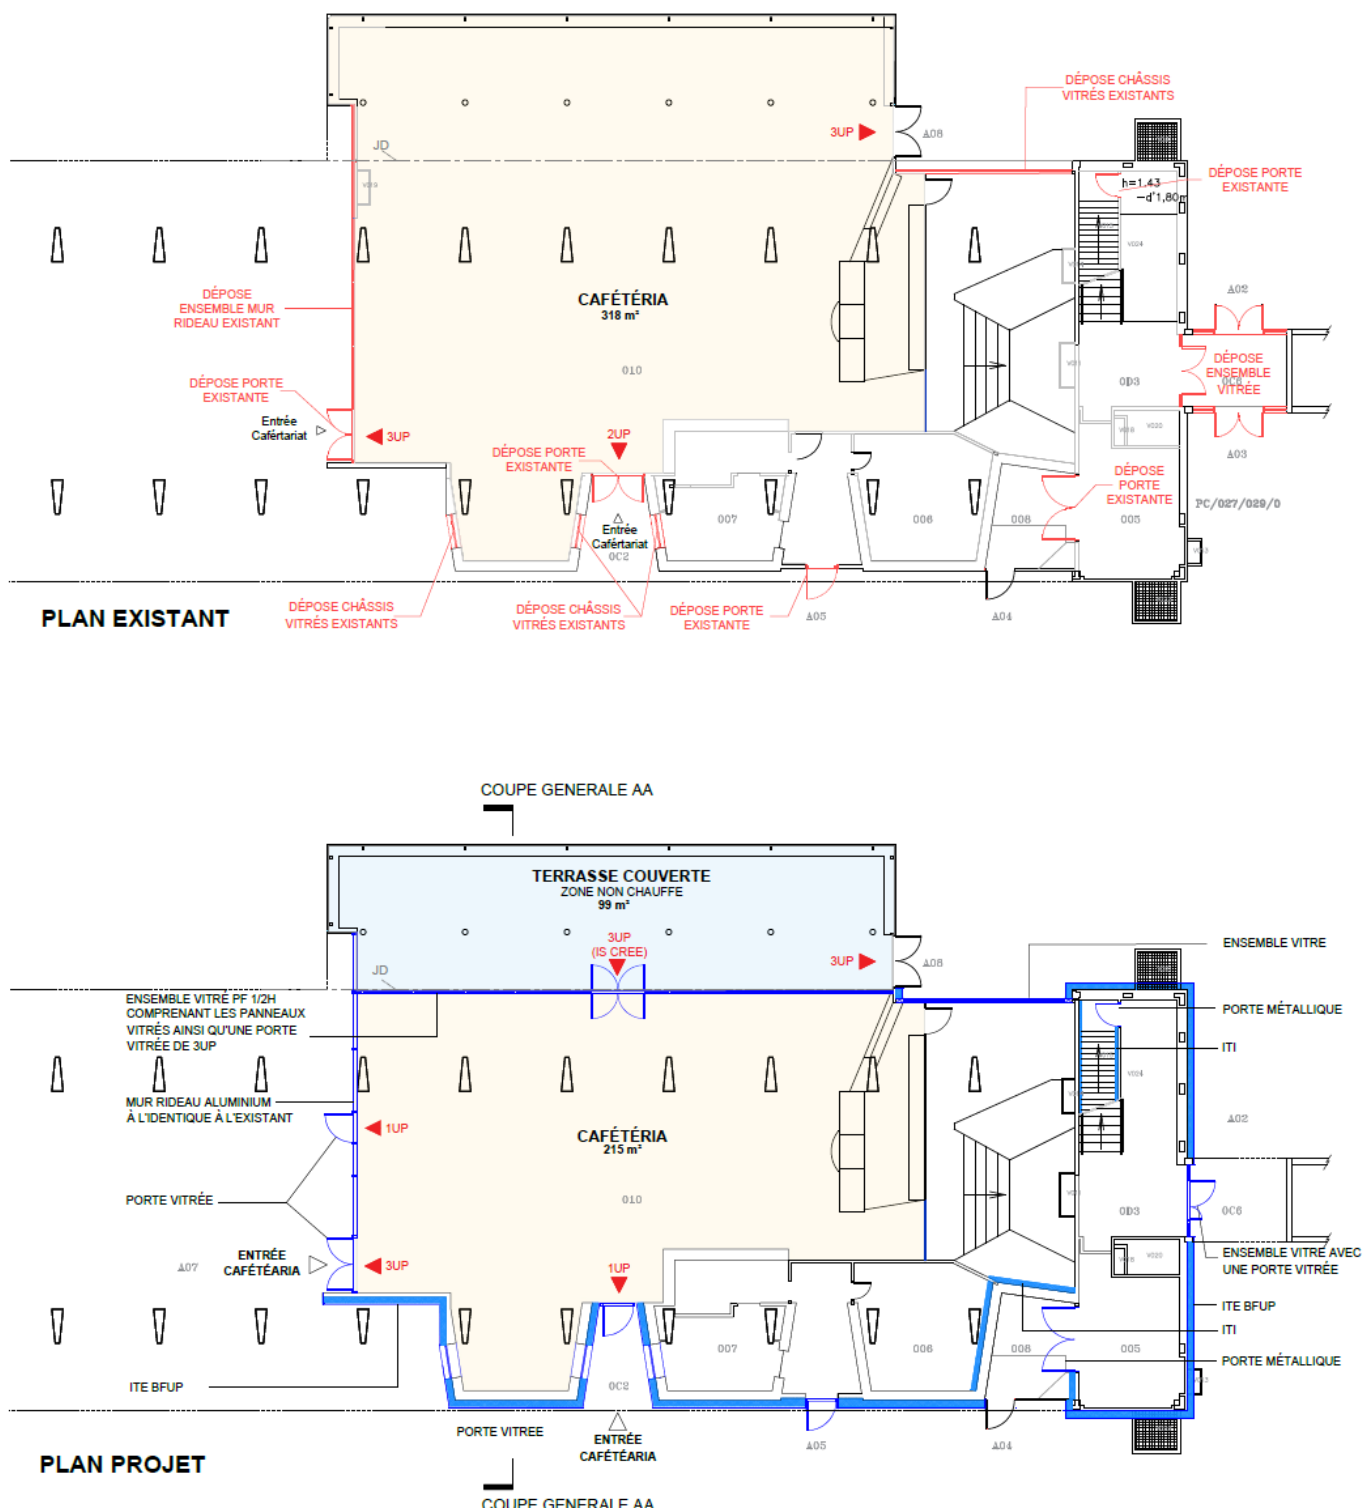 DÉPOSE CHÂSSIS
VITRÉS EXISTANTS
3UP
A08
JD
h=1.43
-d'1,80
DÉPOSE PORTE
EXISTANTE
V024
DÉPOSE
ENSEMBLE MUR
RIDEAU EXISTANT
CAFÉTÉRIA
318 m²
010
A02
DÉPOSE
ENSEMBLE
VITRÉE
0C6
0D3
DÉPOSE PORTE
EXISTANTE
Entrée
Cafértariat
3UP
2UP
DÉPOSE PORTE
EXISTANTE
V020
A03
DÉPOSE
PORTE
EXISTANTE
PC/027/029/0
007
006
008
005
Entrée
Cafértariat
0C2
DÉPOSE CHÂSSIS
VITRÉS EXISTANTS
DÉPOSE CHÂSSIS
VITRÉS EXISTANTS
DÉPOSE PORTE
EXISTANTE
A05
A04
PLAN EXISTANT
COUPE GENERALE AA
TERRASSE COUVERTE
ZONE NON CHAUFFE
99 m²
3UP
(IS CREE)
3UP
A08
ENSEMBLE VITRE
JD
ENSEMBLE VITRÉ PF 1/2H
COMPRENANT LES PANNEAUX
VITRÉS AINSI QU'UNE PORTE
VITRÉE DE 3UP
PORTE MÉTALLIQUE
ITI
V024
MUR RIDEAU ALUMINIUM
À L'IDENTIQUE À L'EXISTANT
1UP
A02
CAFÉTÉRIA
215 m²
PORTE VITRÉE
010
0D3
0C6
ENTRÉE
CAFÉTÉARIA
A07
3UP
1UP
V020
ENSEMBLE VITRE AVEC
UNE PORTE VITRÉE
ITE BFUP
ITI
007
006
008
005
PORTE MÉTALLIQUE
ITE BFUP
0C2
PORTE VITREE
ENTRÉE
CAFÉTÉARIA
A05
A04
PLAN PROJET
COUPE GENERALE AA